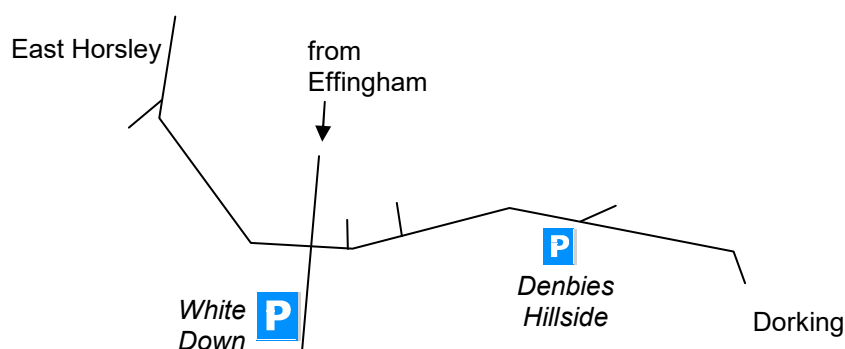 East Horsley
from
Effingham
P
Denbies
Hillside
White
Down
P
Dorking